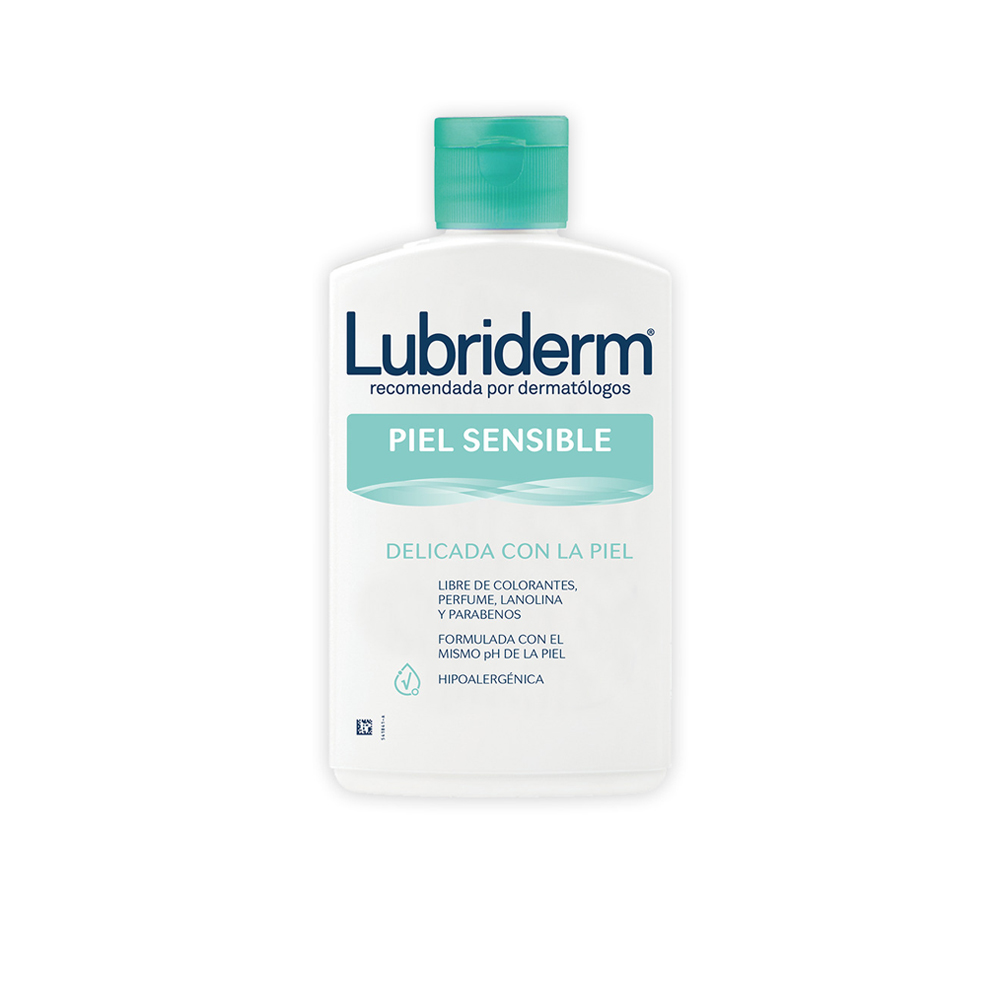 Lubriderm®
recomendada por dermatólogos
PIEL SENSIBLE
DELICADA CON LA PIEL
LIBRE DE COLORANTES,
PERFUME, LANOLINA
Y PARABENOS
FORMULADA CON EL
MISMO pH DE LA PIEL
HIPOALERGÉNICA